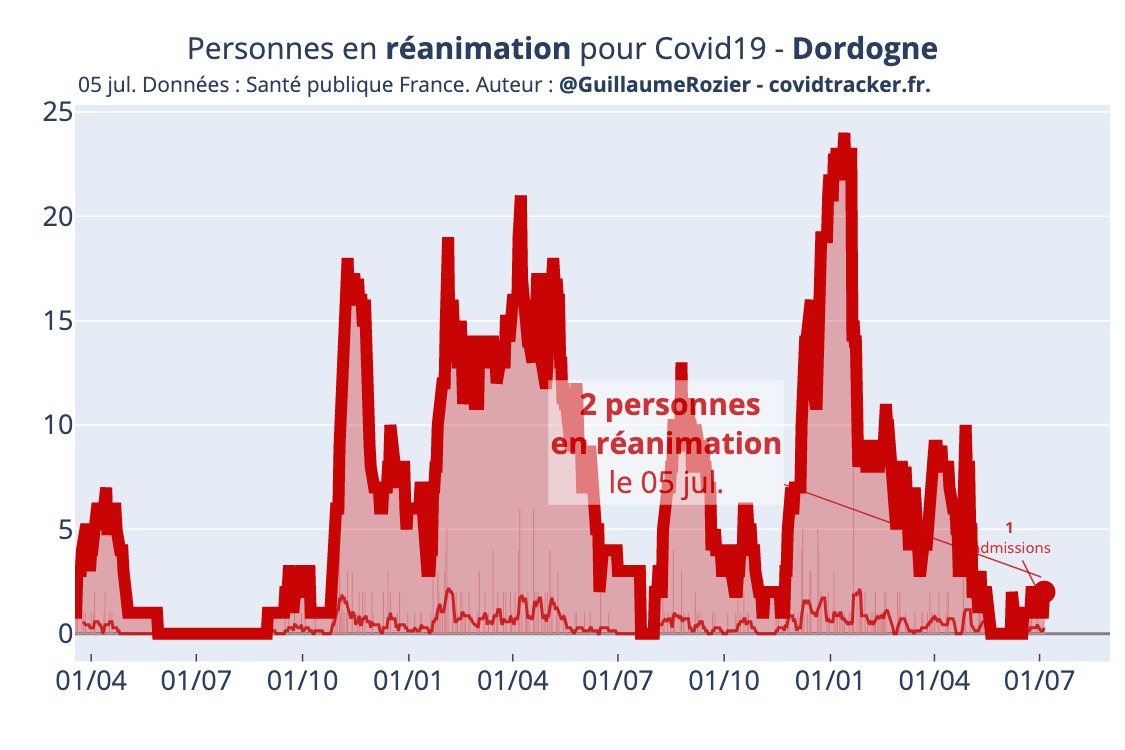 Personnes en réanimation pour Covid19 - Dordogne
05 jul. Données : Santé publique France. Auteur : @GuillaumeRozier - covidtracker.fr.
25
20
15
10
5
0
2 personnes
en réanimation
le 05 jul.
1
admissions
01/04 01/07 01/10 01/01 01/04 01/07 01/10 01/01 01/04 01/07